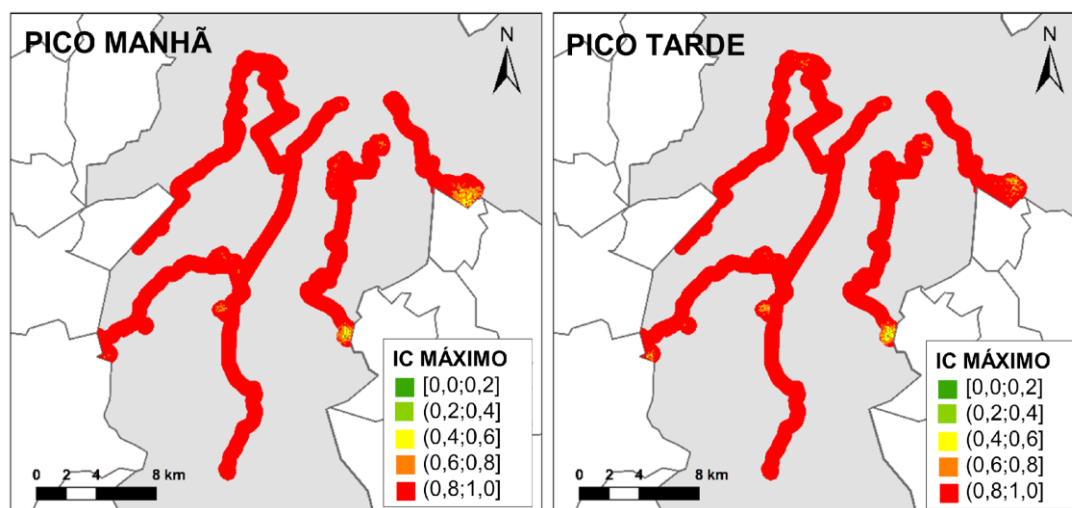 PICO MANHÃ
N
IC MÁXIMO
[0,0;0,2]
(0,2;0,4]
(0,4;0,6]
(0,6;0,8]
(0,8;1,0]
0 2 4 8 km
PICO TARDE
N
IC MÁXIMO
[0,0;0,2]
(0,2;0,4]
(0,4;0,6]
(0,6;0,8]
(0,8;1,0]
0 2 4 8 km